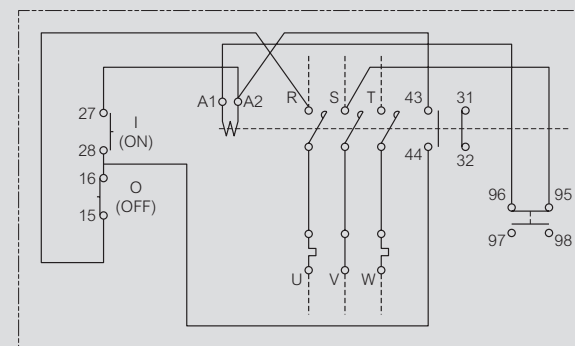 A1 A2 R S T 43 31
27
I
(ON)
28
44 32
16
O
(OFF)
15
96 95
97 98
U V W